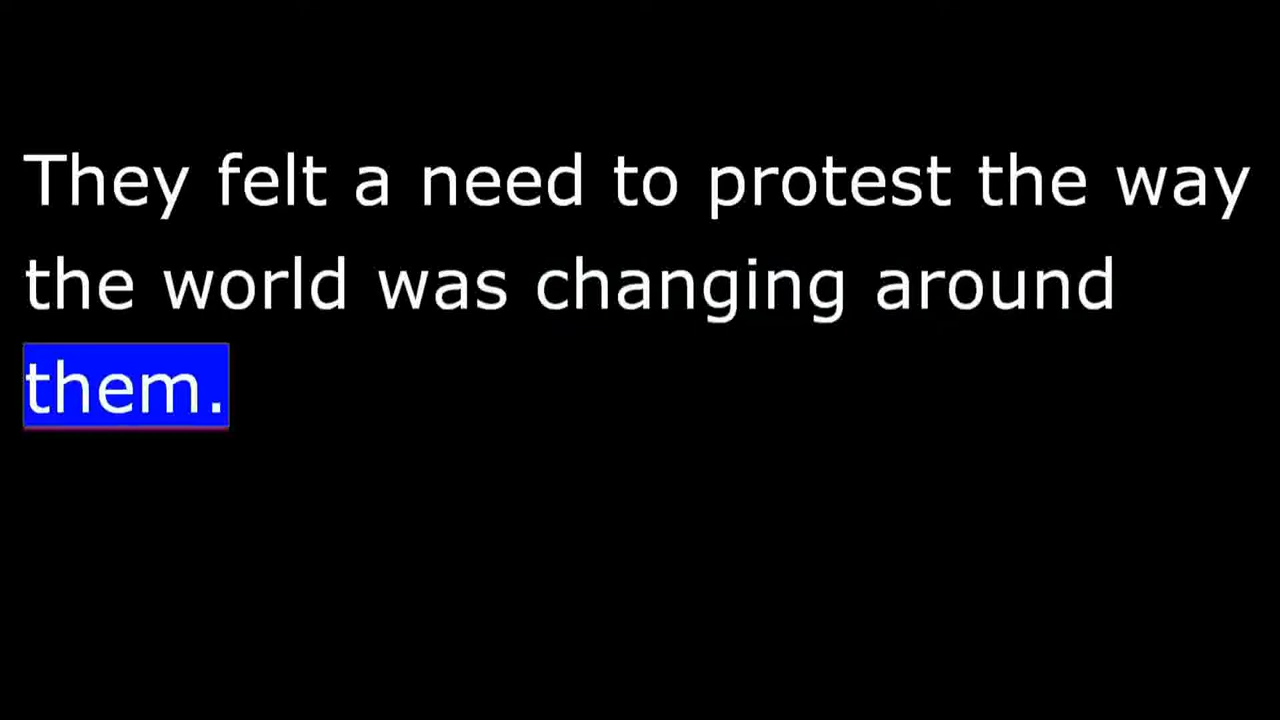 They felt a need to protest the way
the world was changing around
them.